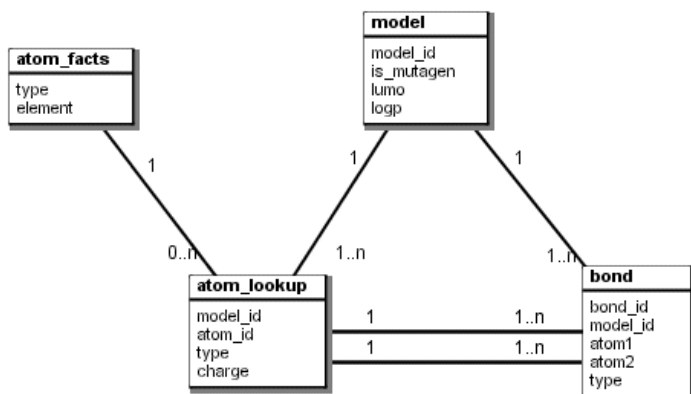 model
model_id
is_mutagen
lumo
logp
atom_facts
type
element
1
1
1
0..n
1..n
1..n
atom_lookup
model_id
atom_id
type
charge
1
1..n
1
1..n
bond
bond_id
model_id
atom1
atom2
type